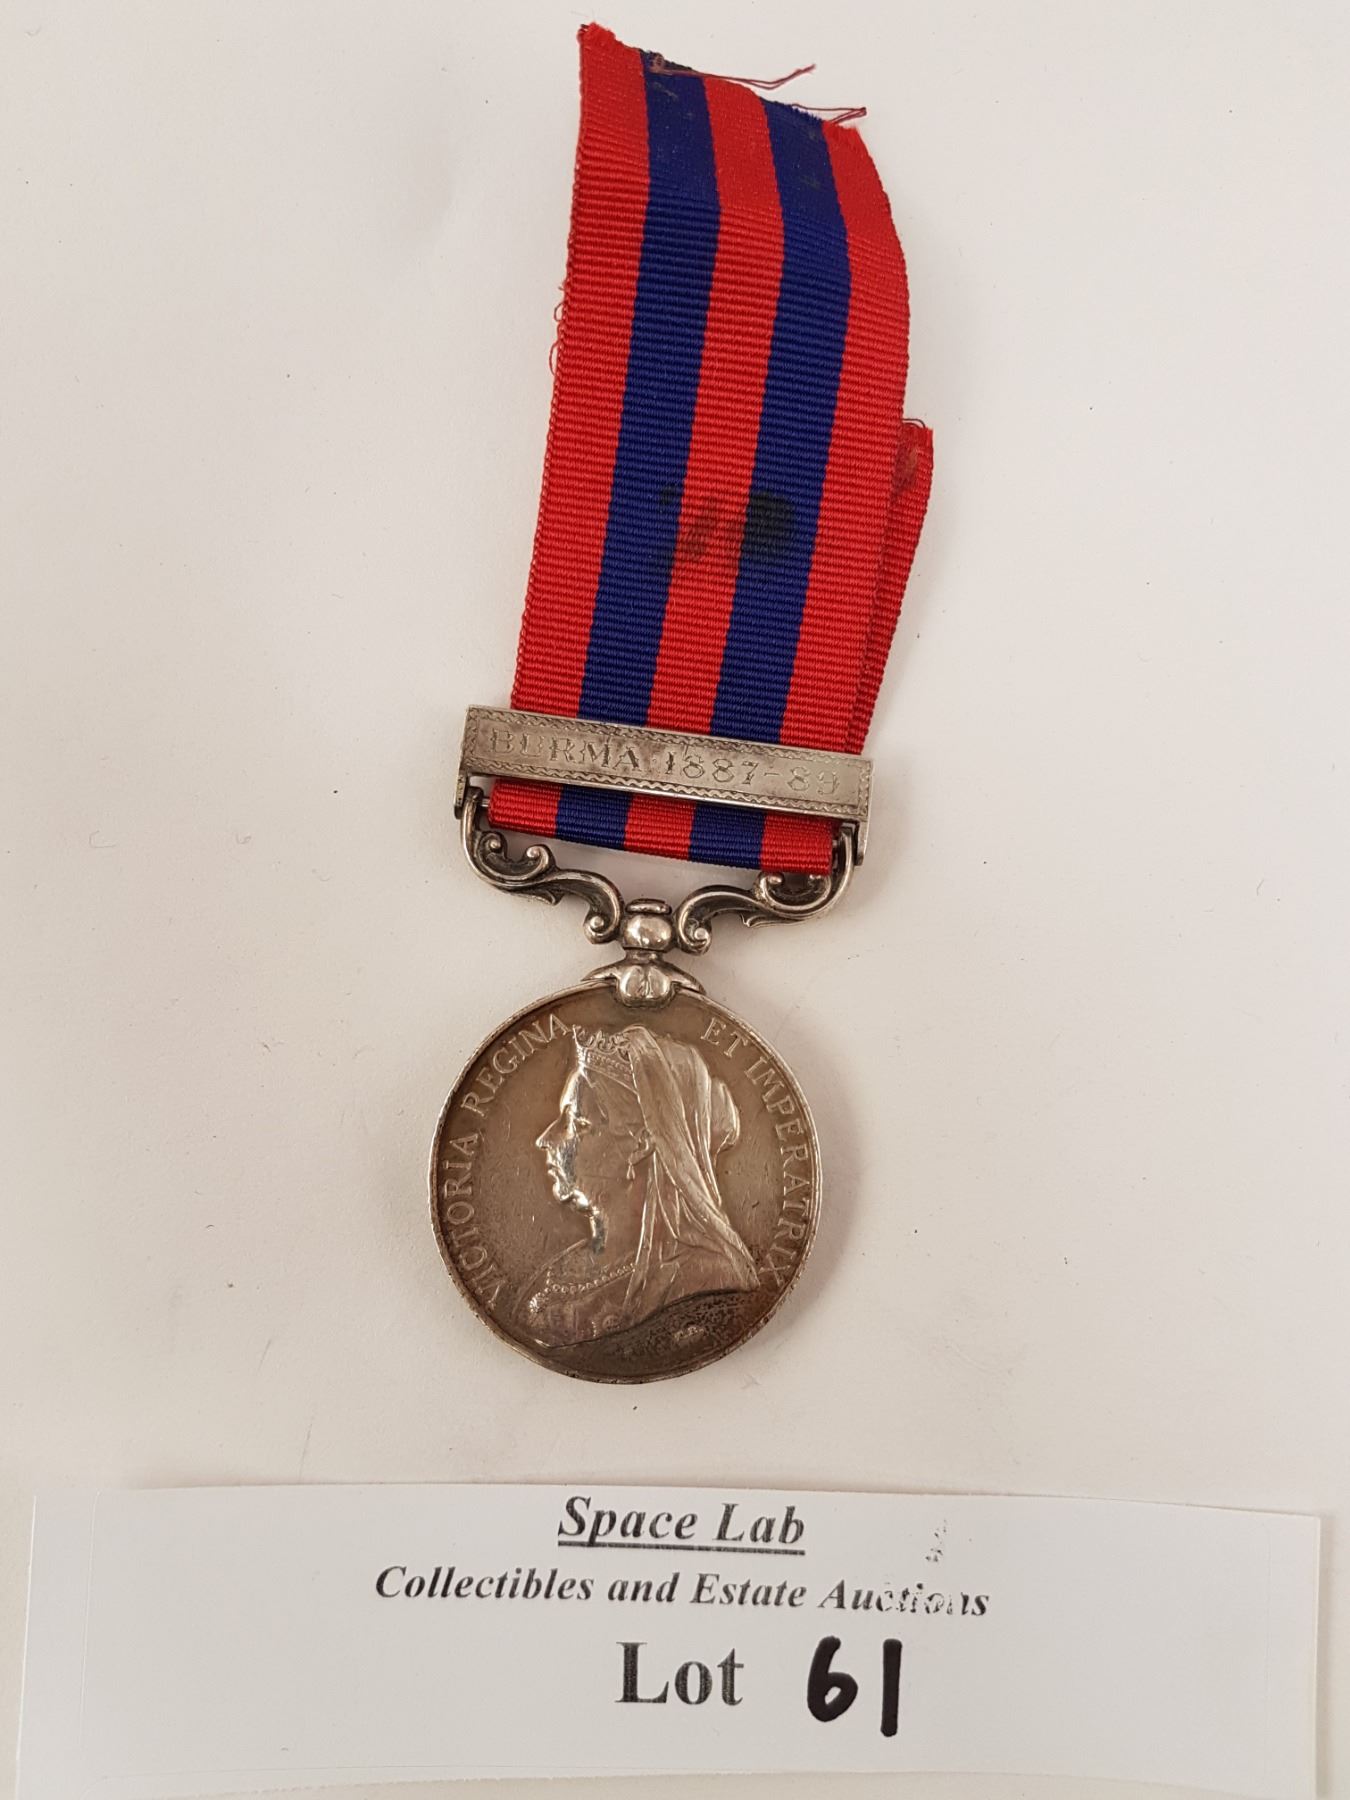 BURMA 1887-89
VICTORIA REGINA ET IMPERATRIX
Space Lab
Collectibles and Estate Auctions
Lot 61